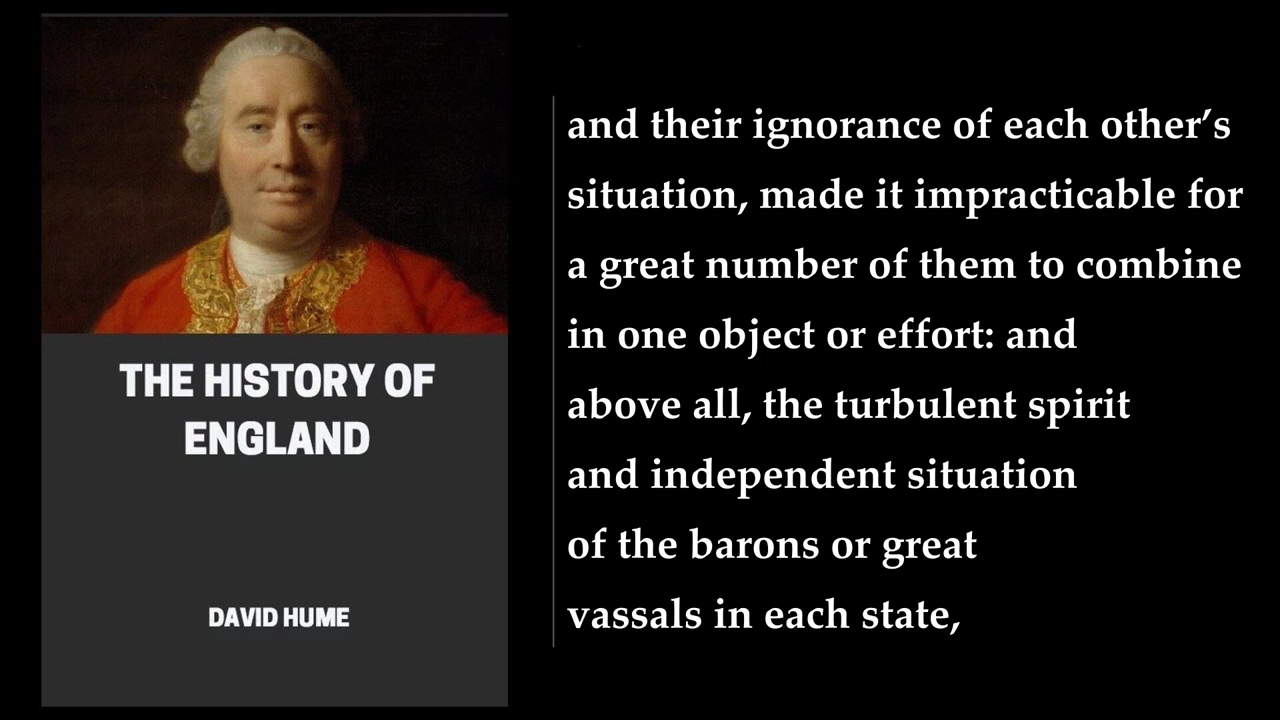 THE HISTORY OF
ENGLAND
DAVID HUME
and their ignorance of each other’s
situation, made it impracticable for
a great number of them to combine
in one object or effort: and
above all, the turbulent spirit
and independent situation
of the barons or great
vassals in each state,